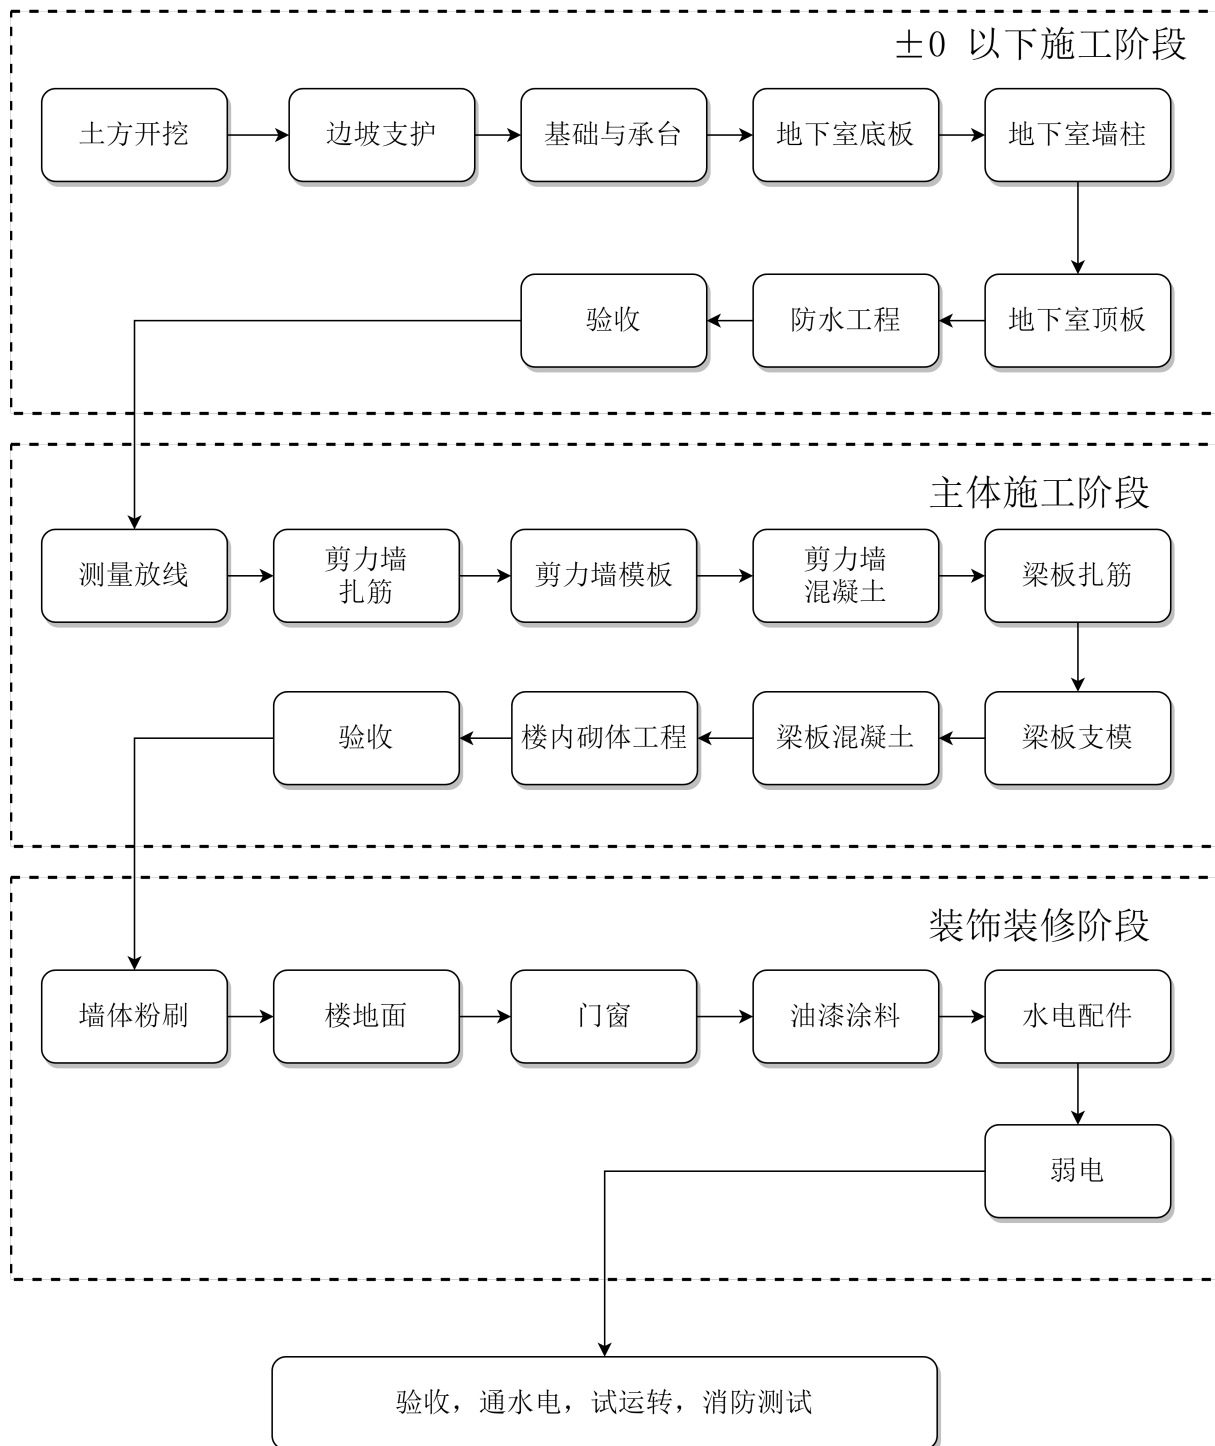 ±0 以下施工阶段
土方开挖
边坡支护
基础与承台
地下室底板
地下室墙柱
地下室顶板
防水工程
验收
主体施工阶段
测量放线
剪力墙
扎筋
剪力墙模板
剪力墙
混凝土
梁板扎筋
梁板支模
梁板混凝土
楼内砌体工程
验收
装饰装修阶段
墙体粉刷
楼地面
门窗
油漆涂料
水电配件
弱电
验收，通水电，试运转，消防测试